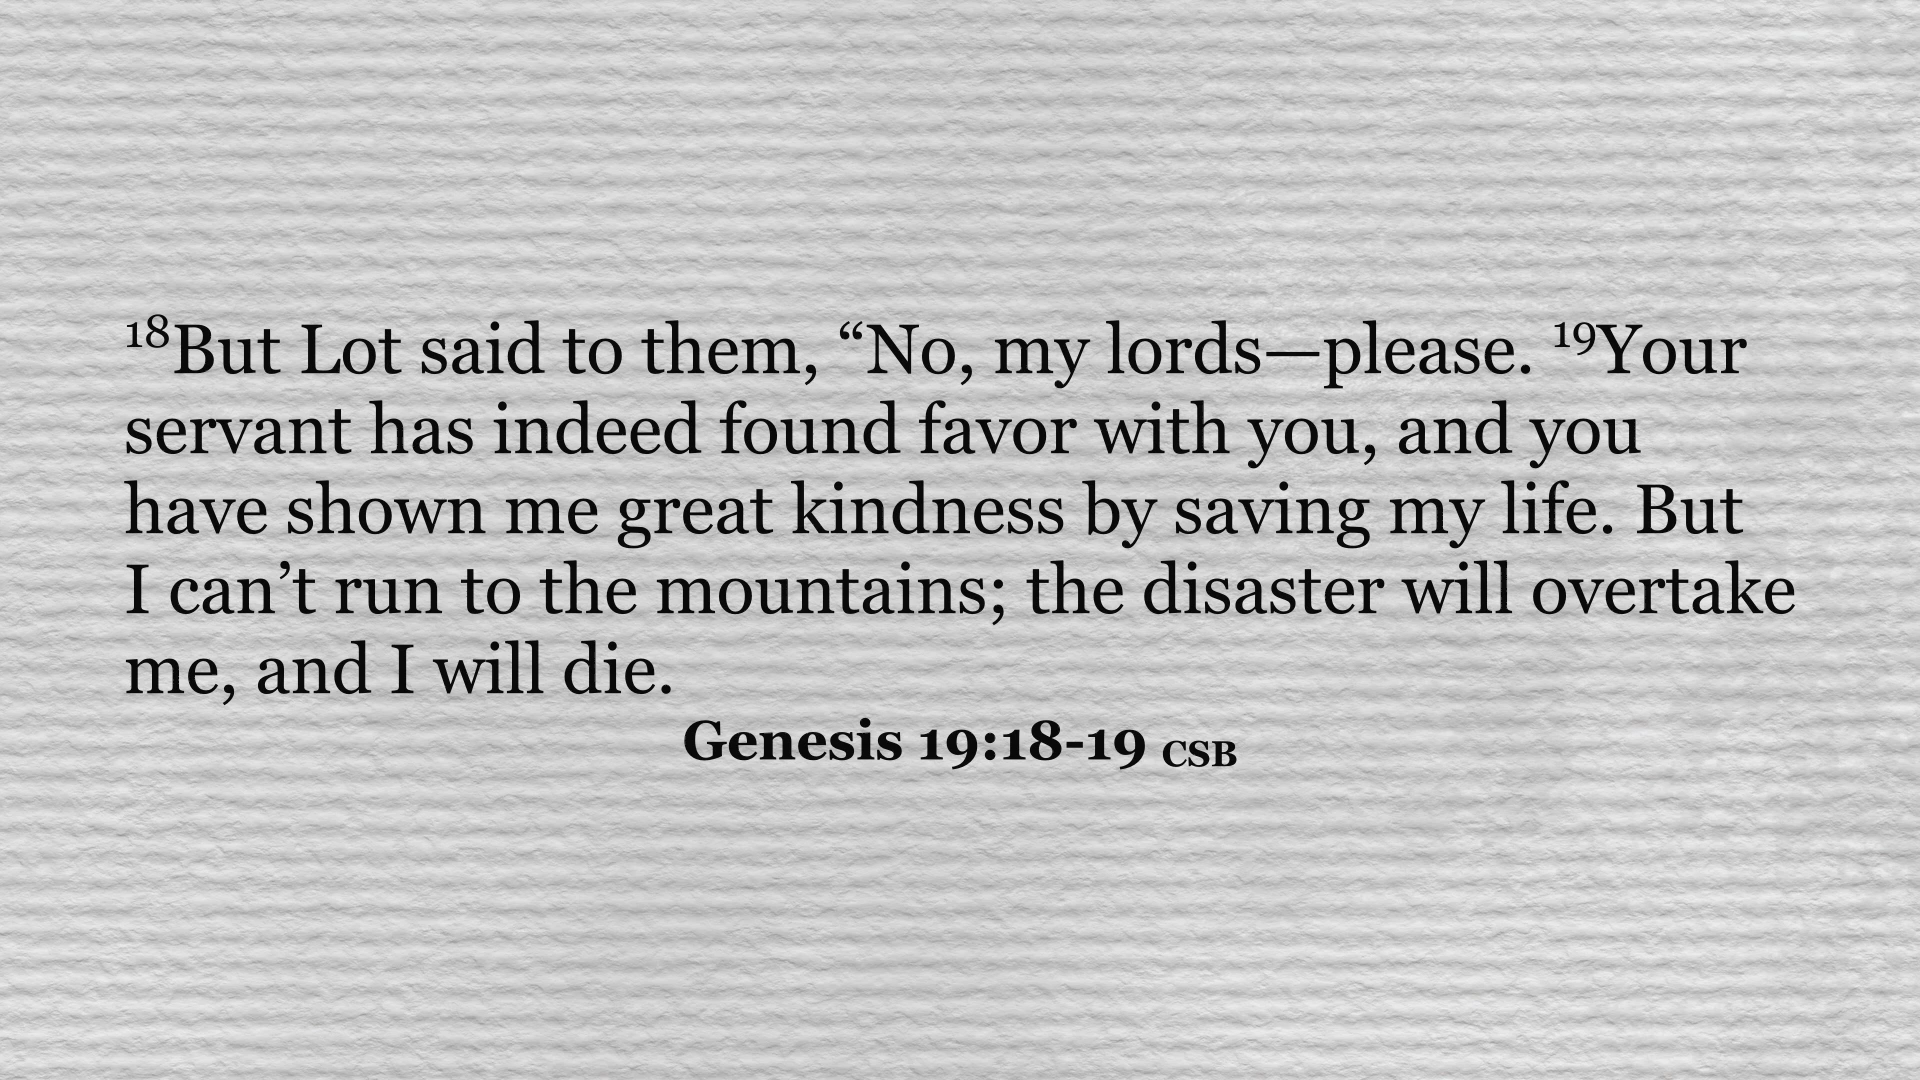 ¹⁸But Lot said to them, “No, my lords—please. ¹⁹Your
servant has indeed found favor with you, and you
have shown me great kindness by saving my life. But
I can’t run to the mountains; the disaster will overtake
me, and I will die.
Genesis 19:18-19 CSB